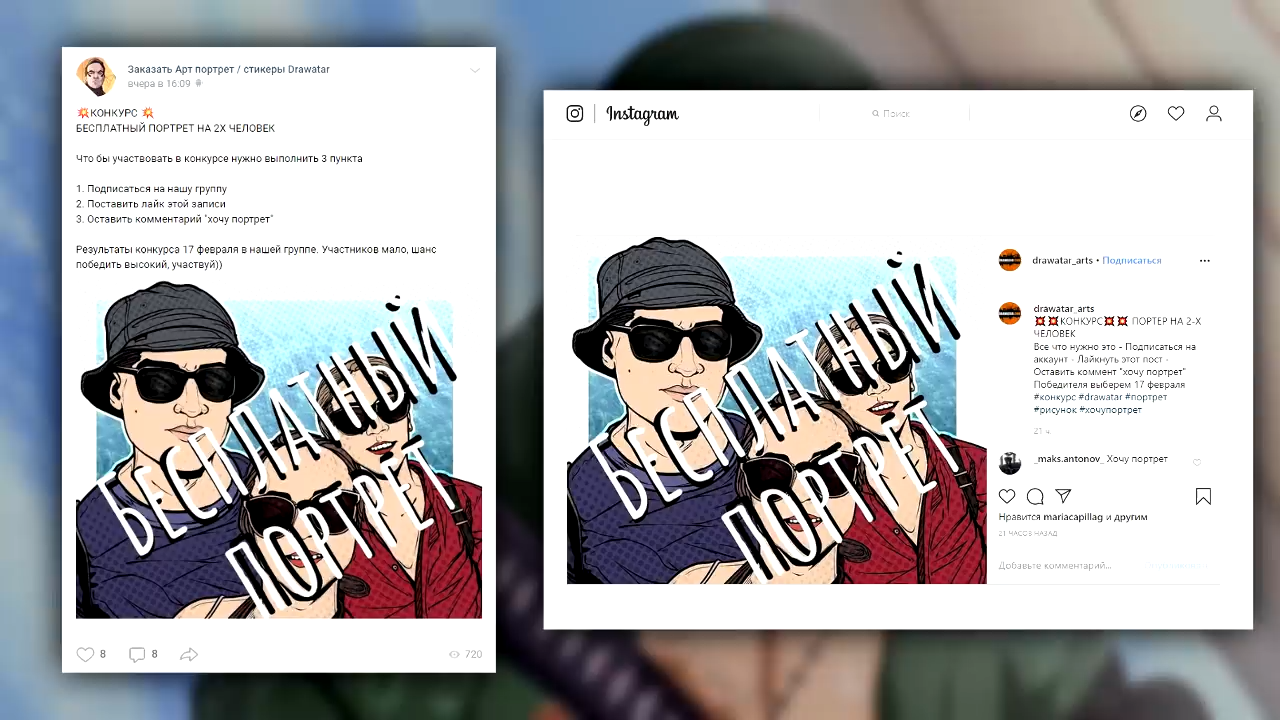 Заказать Арт портрет / стикеры Drawatar
вчера в 16:09
💥КОНКУРС 💥
БЕСПЛАТНЫЙ ПОРТРЕТ НА 2Х ЧЕЛОВЕК
Что бы участвовать в конкурсе нужно выполнить 3 пункта
1. Подписаться на нашу группу
2. Поставить лайк этой записи
3. Оставить комментарий "хочу портрет"
Результаты конкурса 17 февраля в нашей группе. Участников мало, шанс
победить высокий, участвуй))
БЕСПЛАТНЫЙ
ПОРТРЕТ
8 8 720
Instagram
Поиск
БЕСПЛАТНЫЙ
ПОРТРЕТ
drawatar_arts • Подписаться
drawatar_arts
💥💥КОНКУРС💥💥 ПОРТЕР НА 2-Х
ЧЕЛОВЕК
Все что нужно это - Подписаться на
аккаунт - Лайкнуть этот пост -
Оставить коммент "хочу портрет"
Победителя выберем 17 февраля
#конкурс #drawatar #портрет
#рисунок #хочупортрет
21 ч.
_maks.antonov_ Хочу портрет
Нравится mariacapillag и другим
21 ЧАСОВ НАЗАД
Добавьте комментарий...